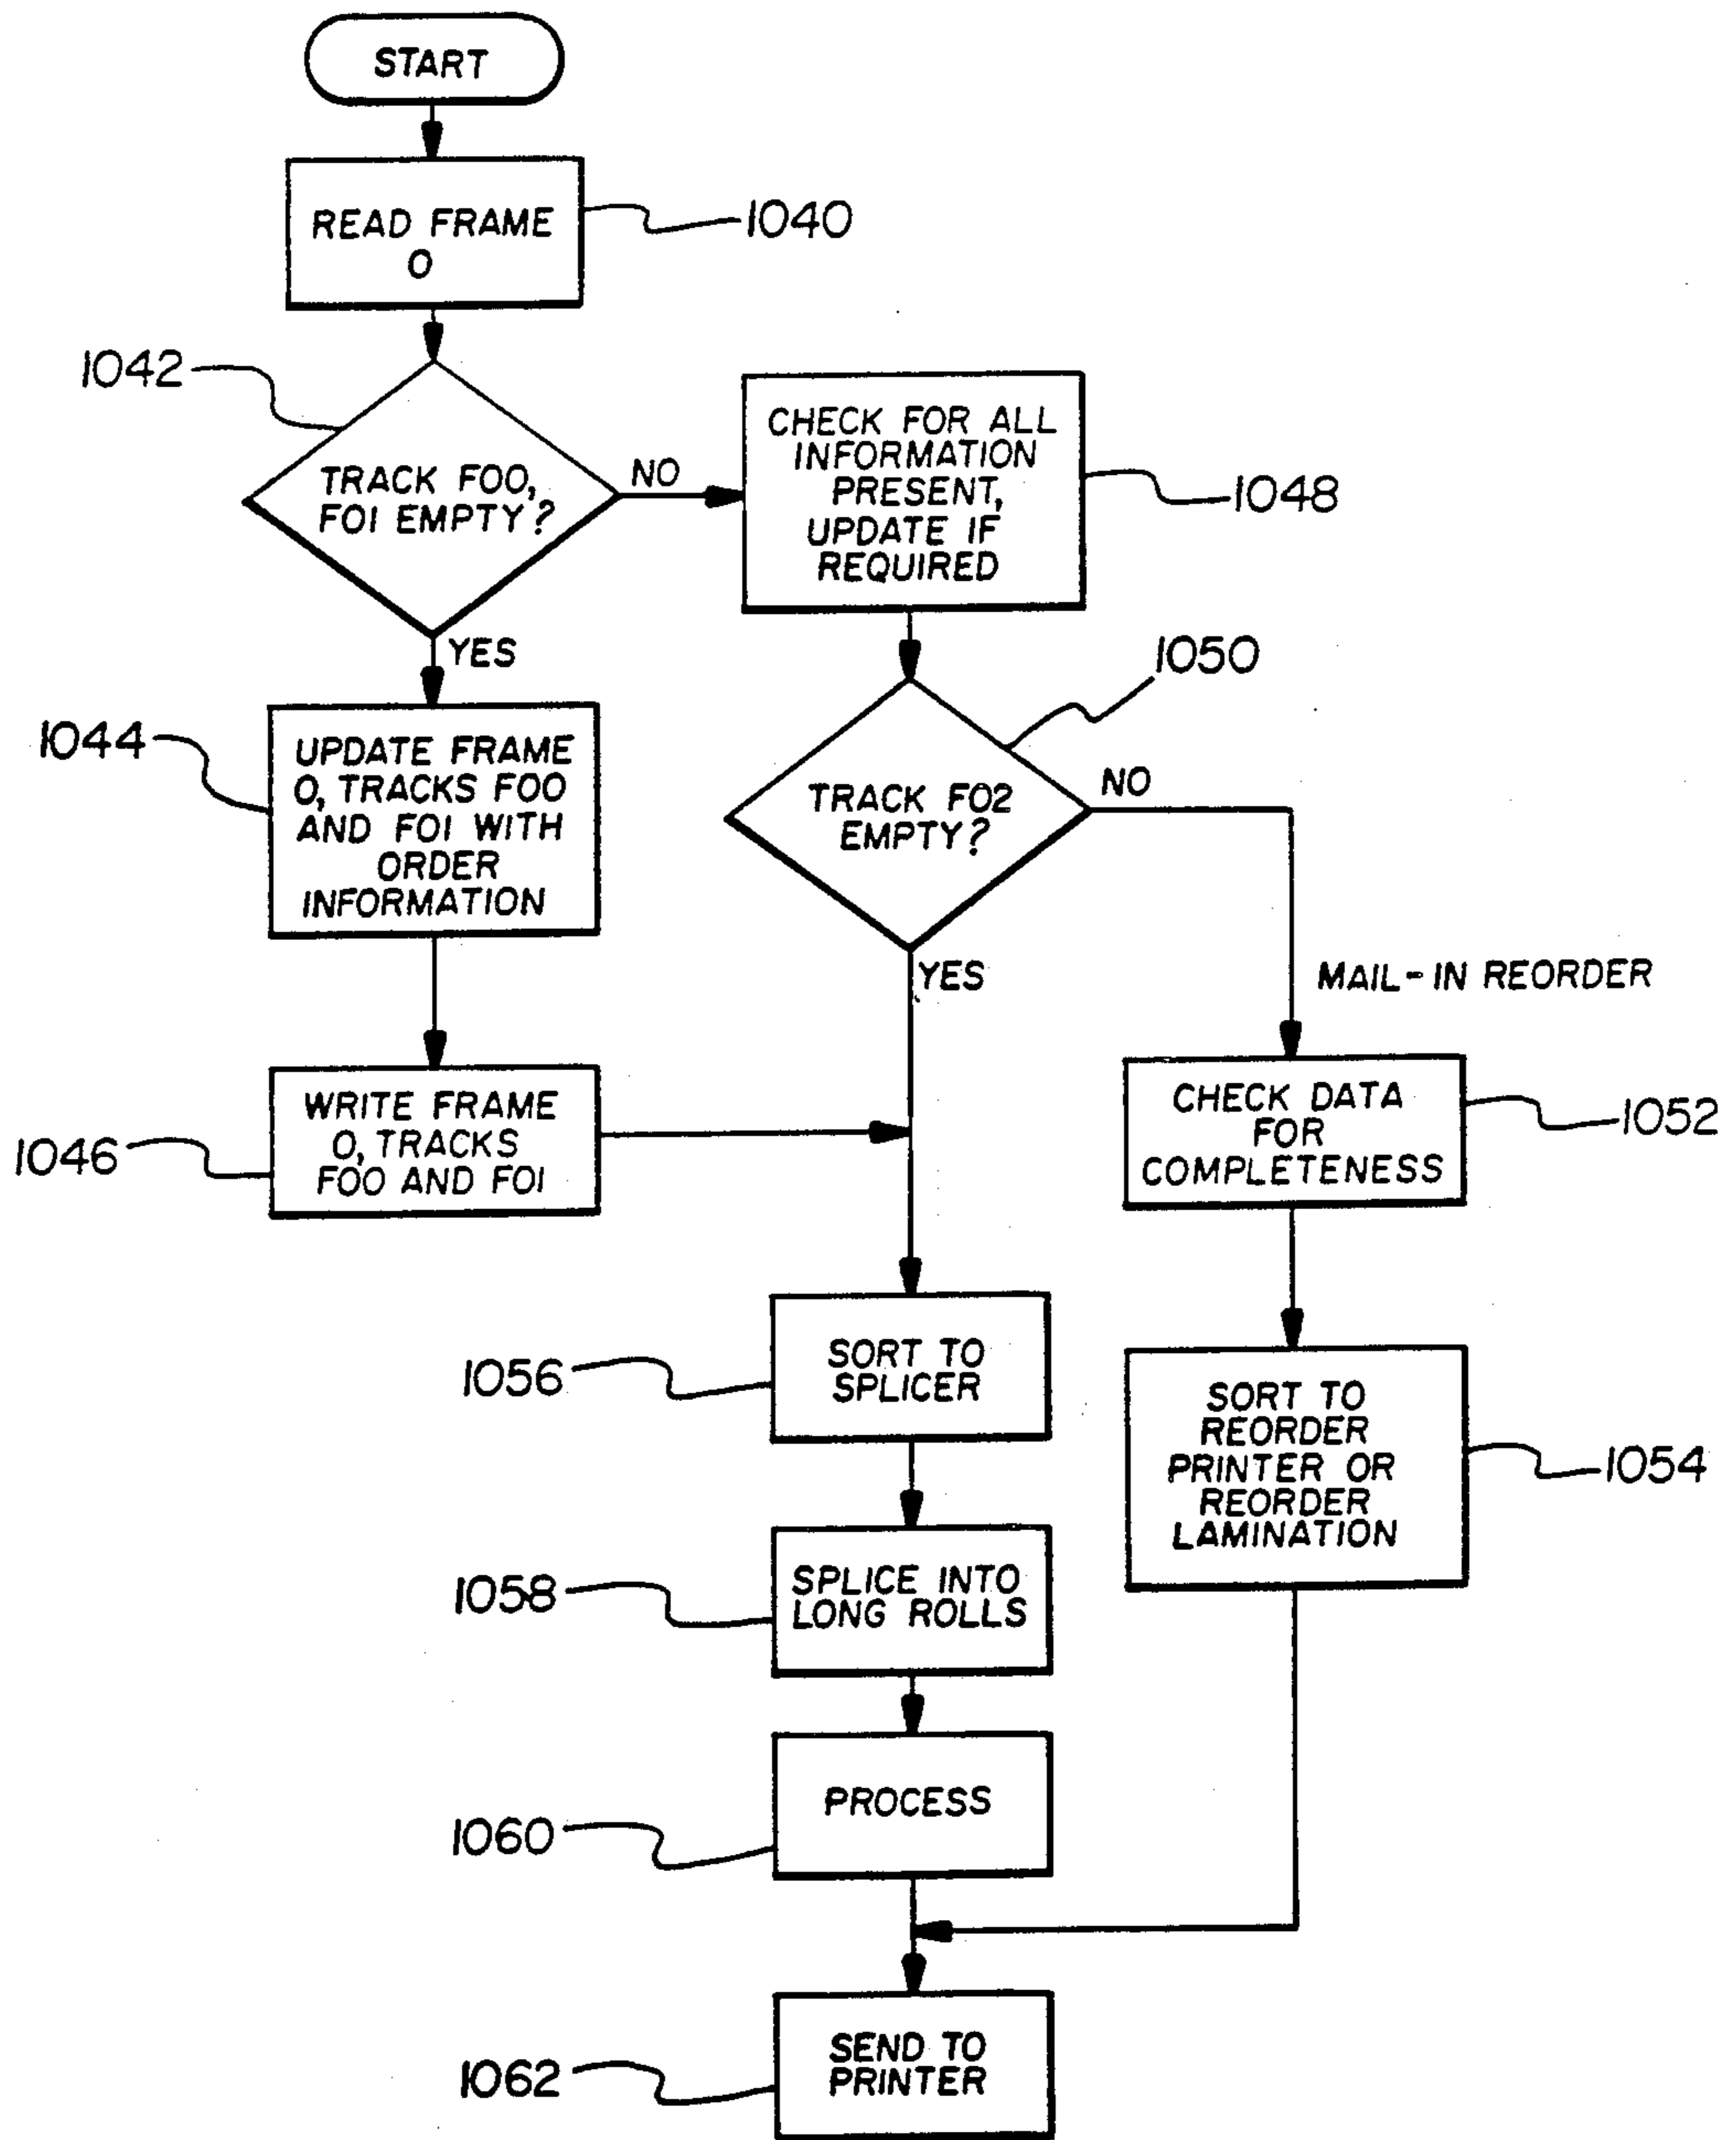 START
READ FRAME
0
1040
1042
TRACK F00,
F01 EMPTY?
NO
YES
CHECK FOR ALL
INFORMATION
PRESENT,
UPDATE IF
REQUIRED
1048
1044
UPDATE FRAME
0, TRACKS F00
AND F01 WITH
ORDER
INFORMATION
1050
TRACK F02
EMPTY?
NO
YES
MAIL-IN REORDER
1046
WRITE FRAME
0, TRACKS
F00 AND F01
CHECK DATA
FOR
COMPLETENESS
1052
1056
SORT TO
SPLICER
SORT TO
REORDER
PRINTER OR
REORDER
LAMINATION
1054
1058
SPLICE INTO
LONG ROLLS
1060
PROCESS
1062
SEND TO
PRINTER